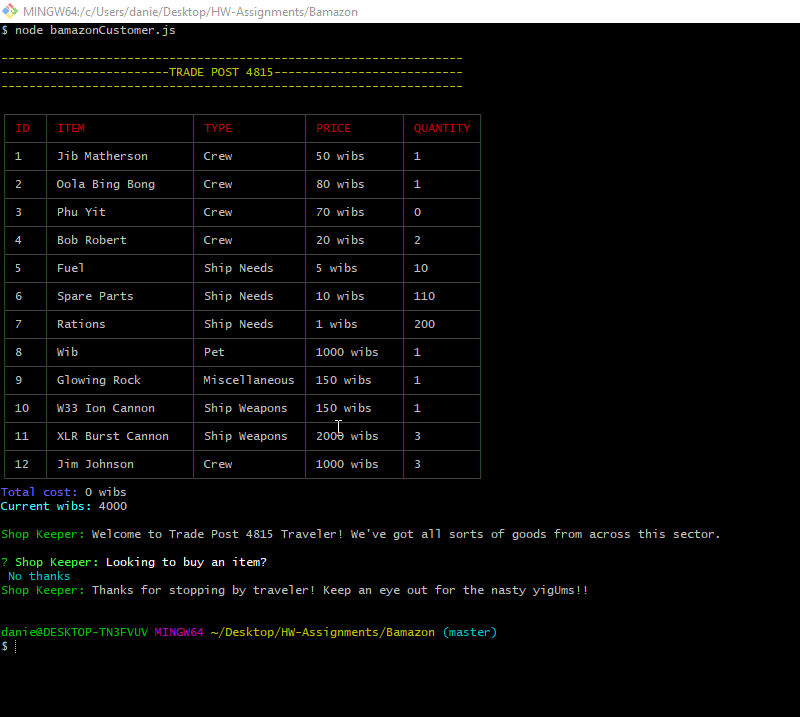 MINGW64:/c/Users/danie/Desktop/HW-Assignments/Bamazon
$ node bamazonCustomer.js
------------------------------------------------------------------
------------------------TRADE POST 4815---------------------------
------------------------------------------------------------------
ID ITEM TYPE PRICE QUANTITY
1 Jib Matherson Crew 50 wibs 1
2 Oola Bing Bong Crew 80 wibs 1
3 Phu Yit Crew 70 wibs 0
4 Bob Robert Crew 20 wibs 2
5 Fuel Ship Needs 5 wibs 10
6 Spare Parts Ship Needs 10 wibs 110
7 Rations Ship Needs 1 wibs 200
8 Wib Pet 1000 wibs 1
9 Glowing Rock Miscellaneous 150 wibs 1
10 W33 Ion Cannon Ship Weapons 150 wibs 1
11 XLR Burst Cannon Ship Weapons 2000 wibs 3
12 Jim Johnson Crew 1000 wibs 3
Total cost: 0 wibs
Current wibs: 4000
Shop Keeper: Welcome to Trade Post 4815 Traveler! We've got all sorts of goods from across this sector.
? Shop Keeper: Looking to buy an item?
No thanks
Shop Keeper: Thanks for stopping by traveler! Keep an eye out for the nasty yigUms!!
danie@DESKTOP-TN3FVUV MINGW64 ~/Desktop/HW-Assignments/Bamazon (master)
$